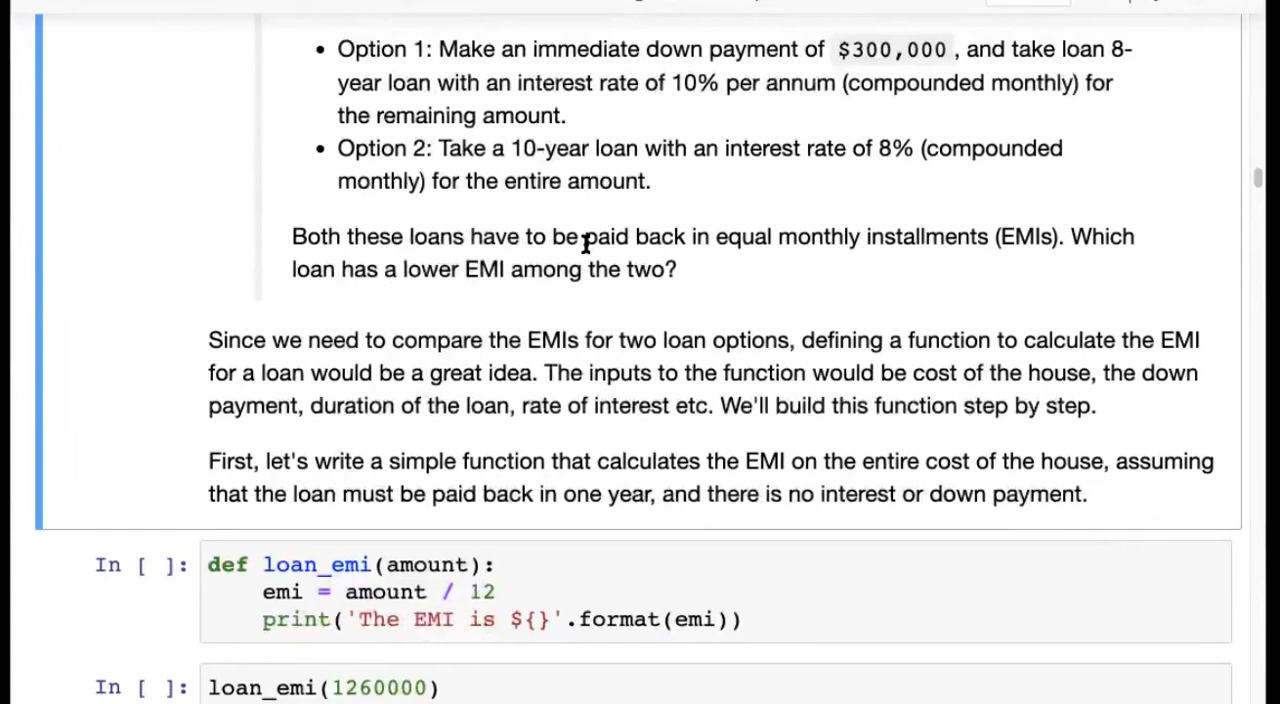 • Option 1: Make an immediate down payment of $300,000, and take loan 8-
year loan with an interest rate of 10% per annum (compounded monthly) for
the remaining amount.
• Option 2: Take a 10-year loan with an interest rate of 8% (compounded
monthly) for the entire amount.
Both these loans have to be paid back in equal monthly installments (EMIs). Which
loan has a lower EMI among the two?
Since we need to compare the EMIs for two loan options, defining a function to calculate the EMI
for a loan would be a great idea. The inputs to the function would be cost of the house, the down
payment, duration of the loan, rate of interest etc. We'll build this function step by step.
First, let's write a simple function that calculates the EMI on the entire cost of the house, assuming
that the loan must be paid back in one year, and there is no interest or down payment.
In [ ]: def loan_emi(amount):
emi = amount / 12
print('The EMI is ${}'.format(emi))
In [ ]: loan_emi(1260000)